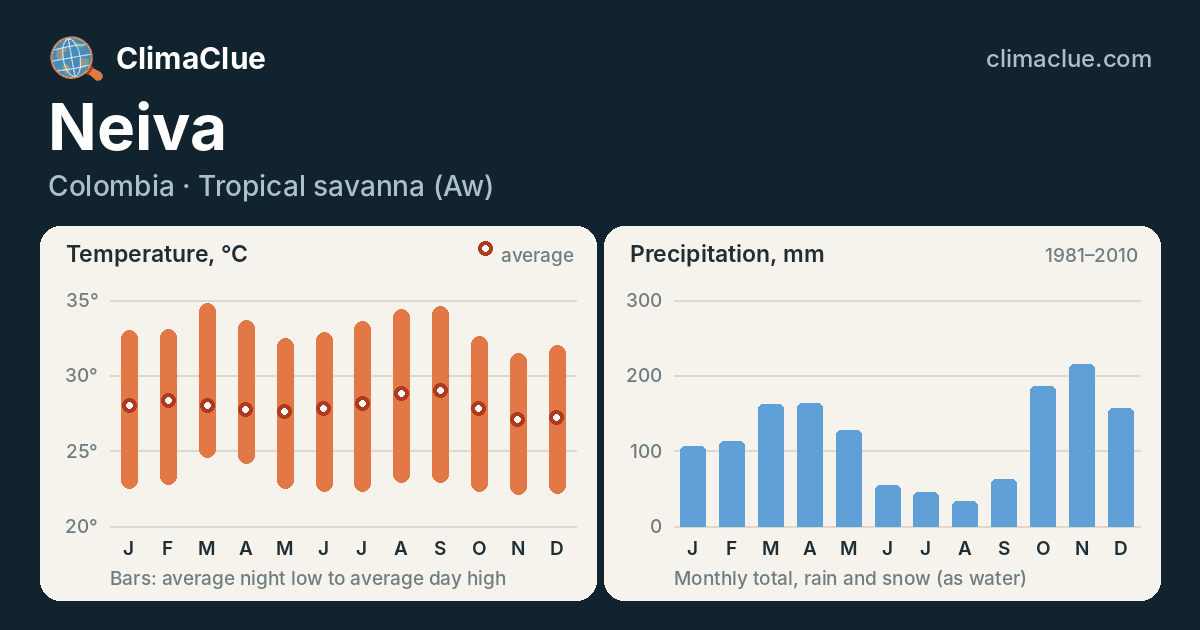 ClimaClue
climaclue.com
Neiva
Colombia · Tropical savanna (Aw)
Temperature, °C
average
35°
30°
25°
20°
J F M A M J J A S O N D
Bars: average night low to average day high
Precipitation, mm
1981–2010
300
200
100
0
J F M A M J J A S O N D
Monthly total, rain and snow (as water)